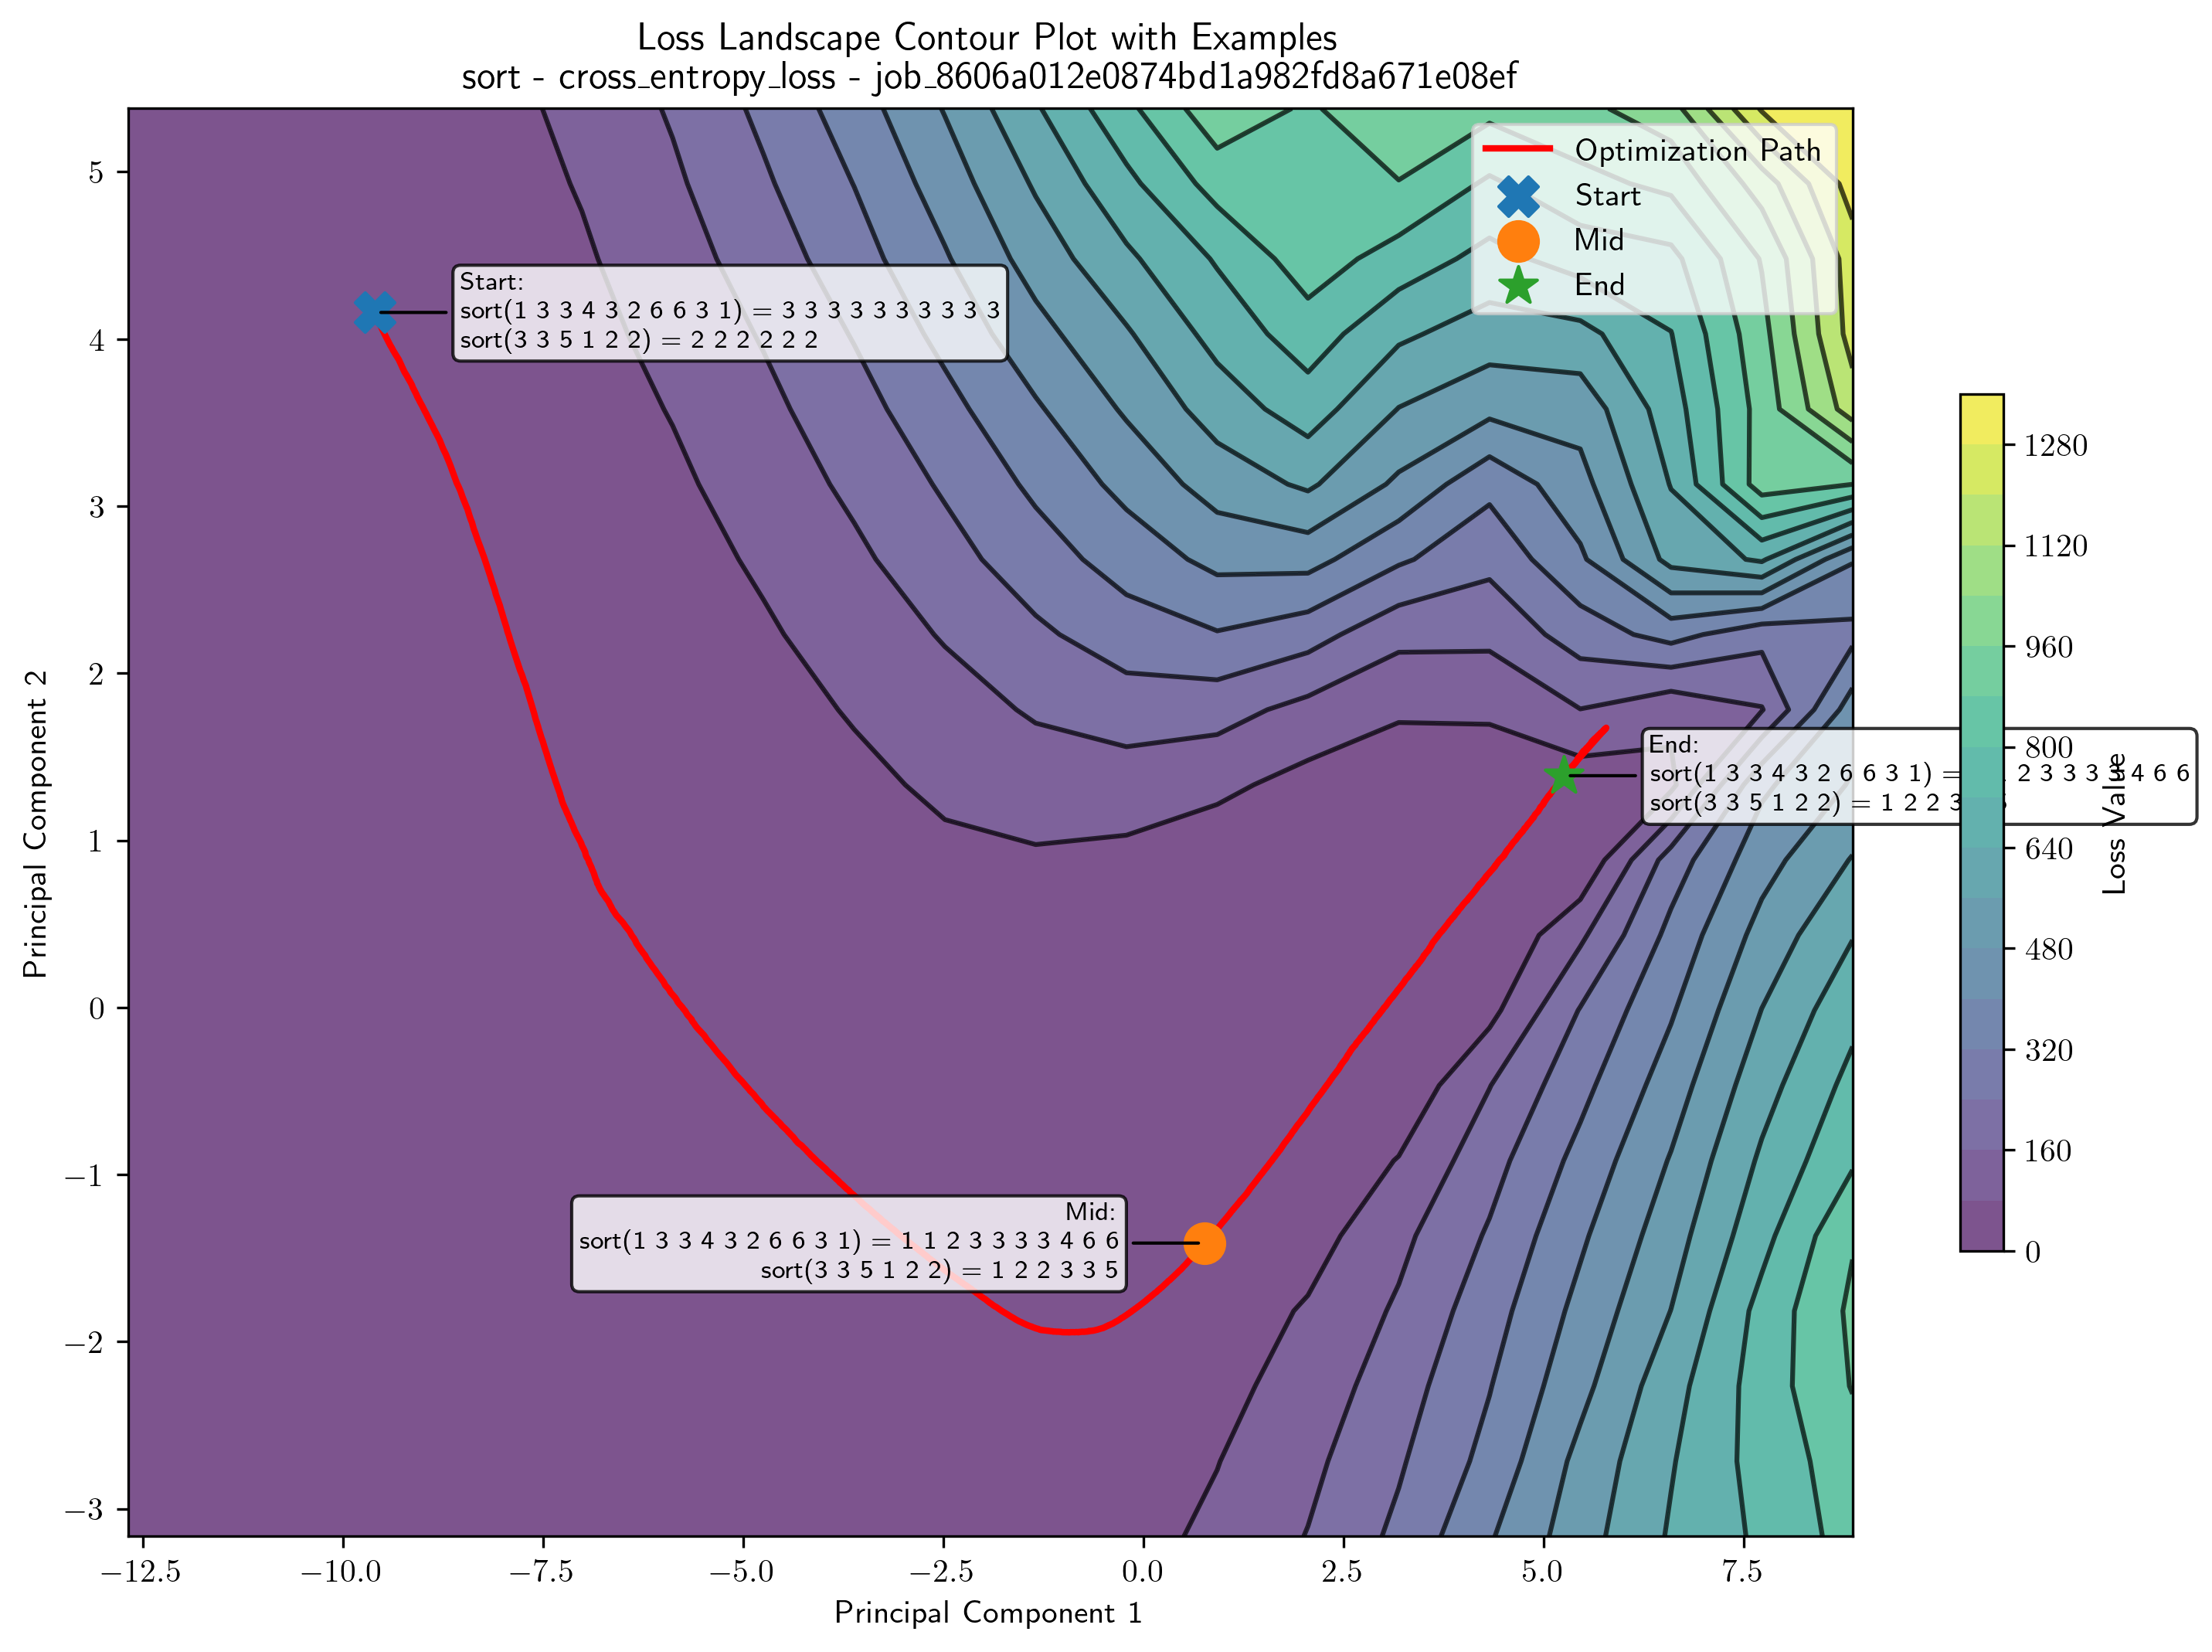 Loss Landscape Contour Plot with Examples
sort - cross_entropy_loss - job_8606a012e0874bd1a982fd8a671e08ef
Optimization Path
Start
Mid
End
Start:
sort(1 3 3 4 3 2 6 6 3 1) = 3 3 3 3 3 3 3 3 3 3
sort(3 3 5 1 2 2) = 2 2 2 2 2 2
End:
sort(1 3 3 4 3 2 6 6 3 1) = 2 3 3 3 4 6 6
sort(3 3 5 1 2 2) = 1 2 2 3
Mid:
sort(1 3 3 4 3 2 6 6 3 1) = 1 1 2 3 3 3 3 4 6 6
sort(3 3 5 1 2 2) = 1 2 2 3 3 5
5
4
3
2
1
0
−1
−2
−3
Principal Component 2
−12.5
−10.0
−7.5
−5.0
−2.5
0.0
2.5
5.0
7.5
Principal Component 1
1280
1120
960
800
640
480
320
160
0
Loss Value